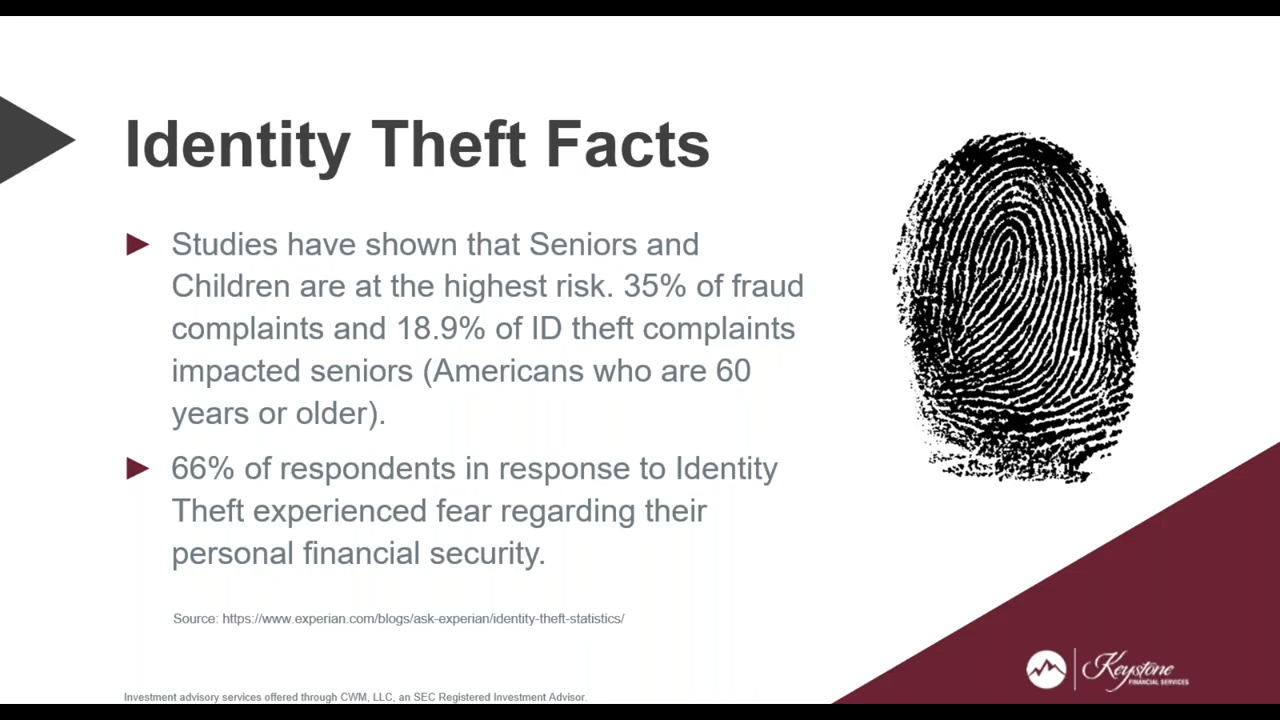 Identity Theft Facts
Studies have shown that Seniors and
Children are at the highest risk. 35% of fraud
complaints and 18.9% of ID theft complaints
impacted seniors (Americans who are 60
years or older).
66% of respondents in response to Identity
Theft experienced fear regarding their
personal financial security.
Source: https://www.experian.com/blogs/ask-experian/identity-theft-statistics/
Keystone
FINANCIAL SERVICES
Investment advisory services offered through CWM, LLC, an SEC Registered Investment Advisor.